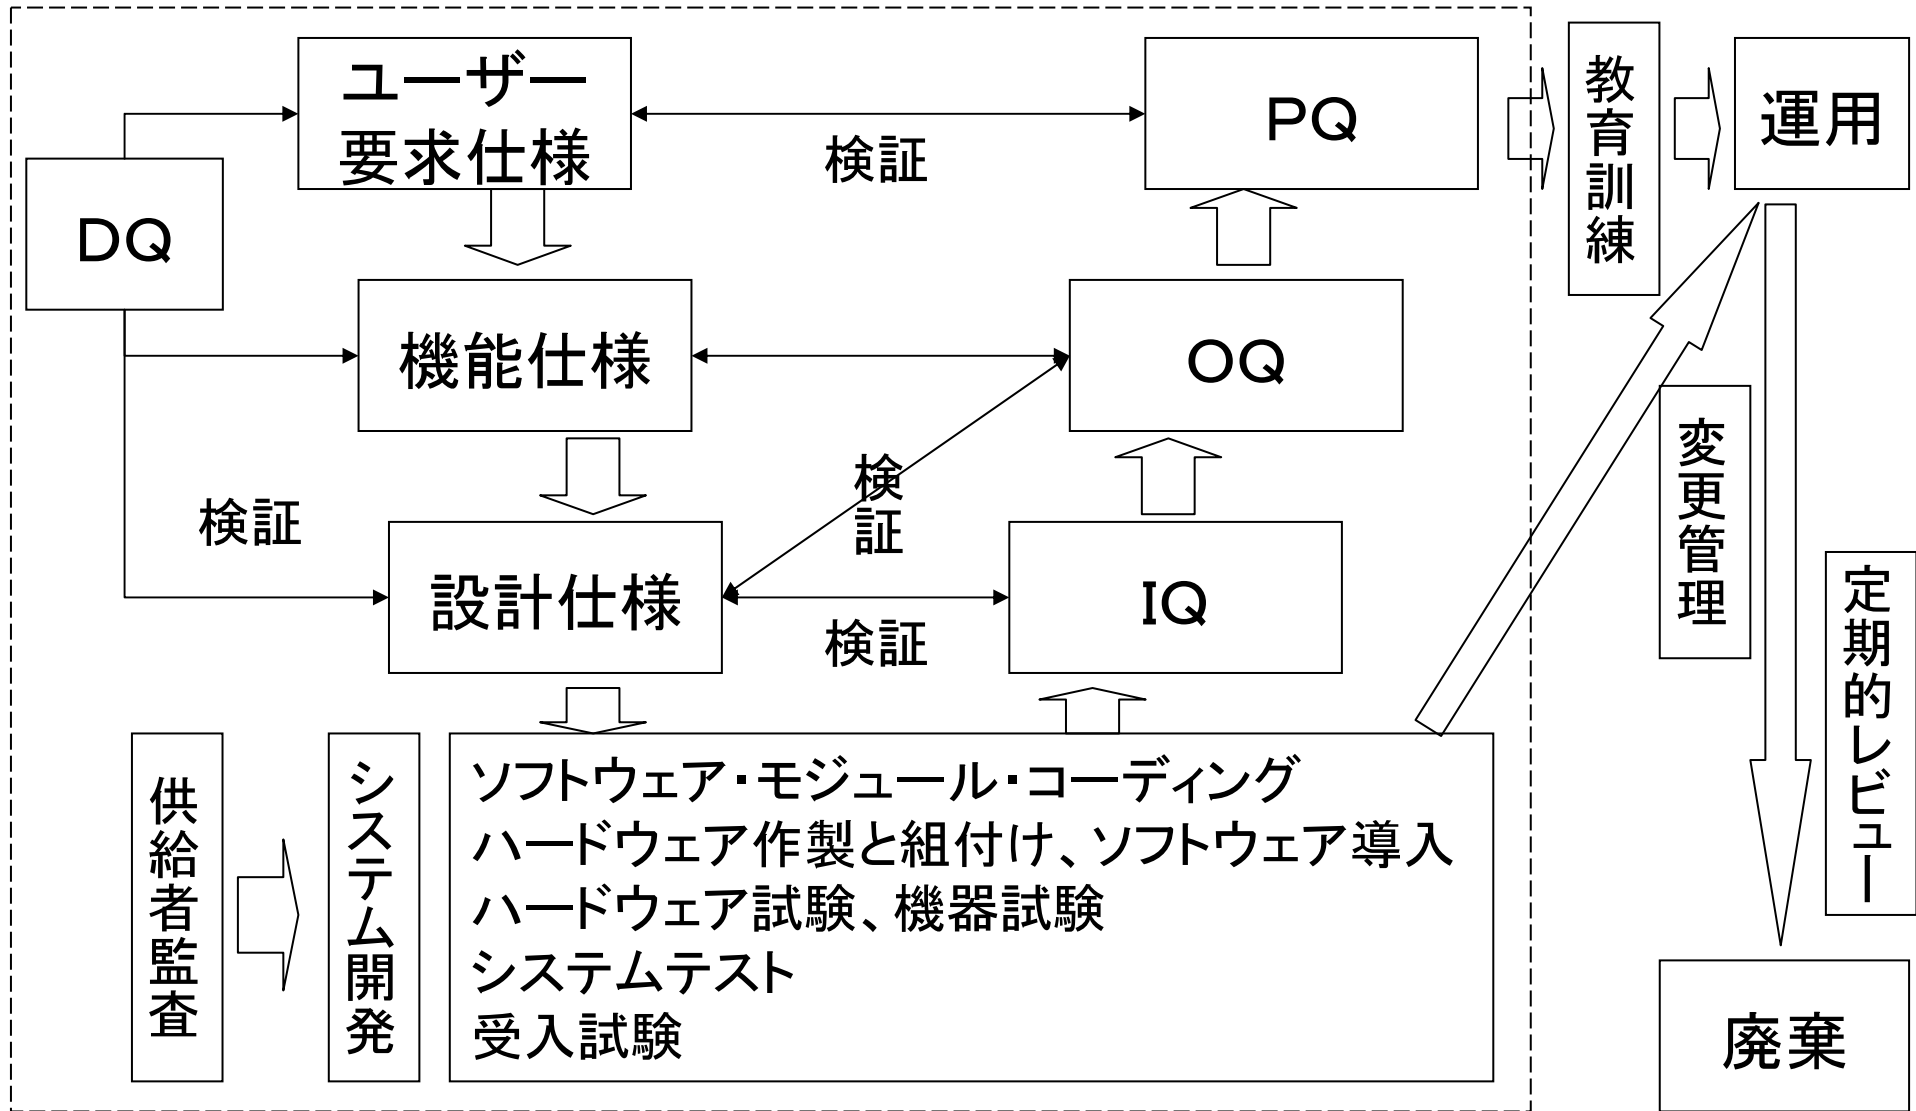 ユーザー
要求仕様
PQ
教育訓練
運用
検証
DQ
機能仕様
OQ
検証
変更管理
検証
設計仕様
IQ
検証
定期的レビュー
供給者監査
システム開発
ソフトウェア・モジュール・コーディング
ハードウェア作製と組付け、ソフトウェア導入
ハードウェア試験、機器試験
システムテスト
受入試験
廃棄